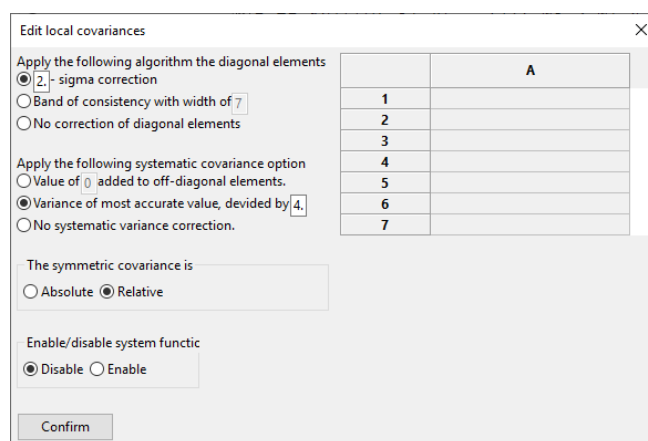 Edit local covariances
Apply the following algorithm the diagonal elements
2. - sigma correction
Band of consistency with width of 7
No correction of diagonal elements
Apply the following systematic covariance option
Value of 0 added to off-diagonal elements.
Variance of most accurate value, devided by 4.
No systematic variance correction.
The symmetric covariance is
Absolute Relative
Enable/disable system functic
Disable Enable
Confirm
A
1
2
3
4
5
6
7